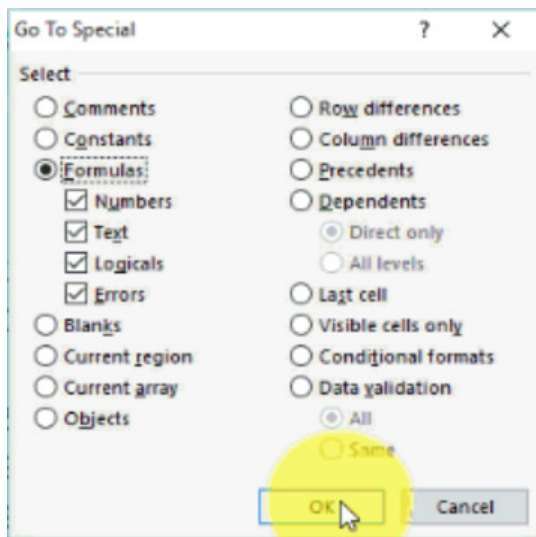 Go To Special ?
Select
Comments
Constants
Formulas
Numbers
Text
Logicals
Errors
Blanks
Current region
Current array
Objects
Row differences
Column differences
Precedents
Dependents
Direct only
All levels
Last cell
Visible cells only
Conditional formats
Data validation
All
Same
OK
Cancel